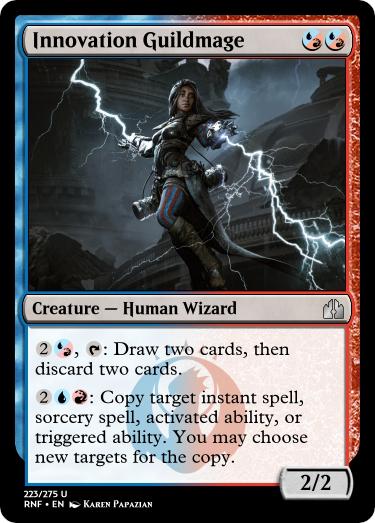 Innovation Guildmage
Creature — Human Wizard
2, : Draw two cards, then
discard two cards.
2: Copy target instant spell,
sorcery spell, activated ability, or
triggered ability. You may choose
new targets for the copy.
2/2
223/275 U
RNF • EN Karen Papazian